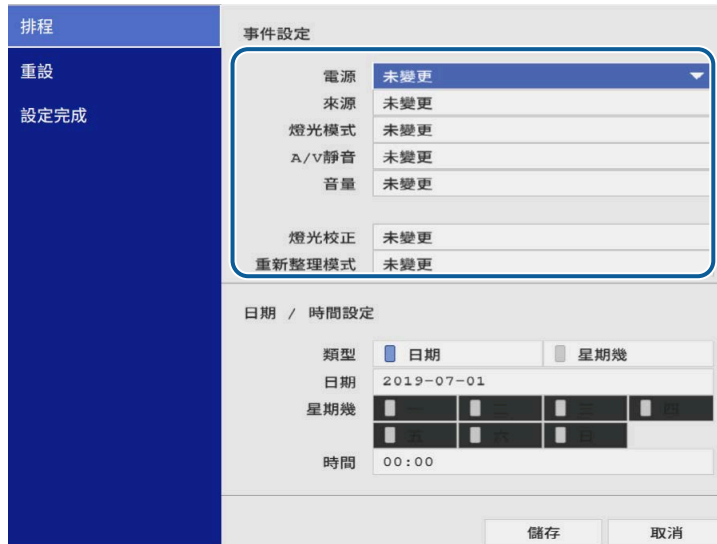 排程
重設
設定完成
事件設定
電源 未變更
來源 未變更
燈光模式 未變更
A/V靜音 未變更
音量 未變更
燈光校正 未變更
重新整理模式 未變更
日期 / 時間設定
類型 日期 星期幾
日期 2019-07-01
星期幾 一 二 三 四
五 六 日
時間 00:00
儲存 取消